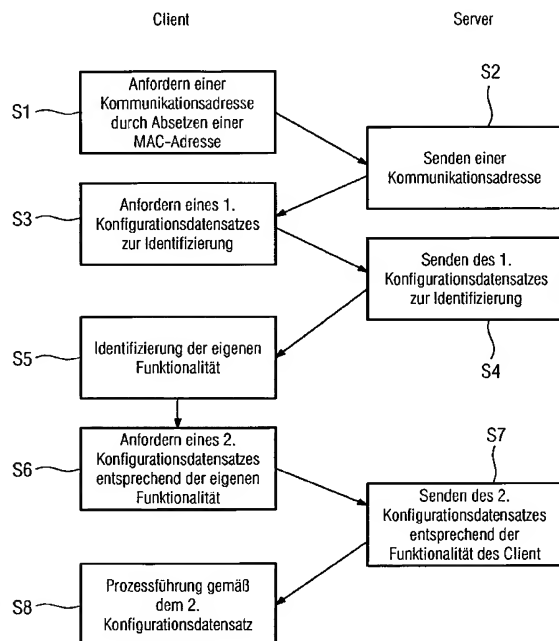 Client
Server
S1
Anfordern einer
Kommunikationsadresse
durch Absetzen einer
MAC-Adresse
S2
Senden einer
Kommunikationsadresse
S3
Anfordern eines 1.
Konfigurationsdatensatzes
zur Identifizierung
Senden des 1.
Konfigurationsdatensatzes
zur Identifizierung
S4
S5
Identifizierung der eigenen
Funktionalität
S6
Anfordern eines 2.
Konfigurationsdatensatzes
entsprechend der eigenen
Funktionalität
S7
Senden des 2.
Konfigurationsdatensatzes
entsprechend der
Funktionalität des Client
S8
Prozessführung gemäß
dem 2.
Konfigurationsdatensatz